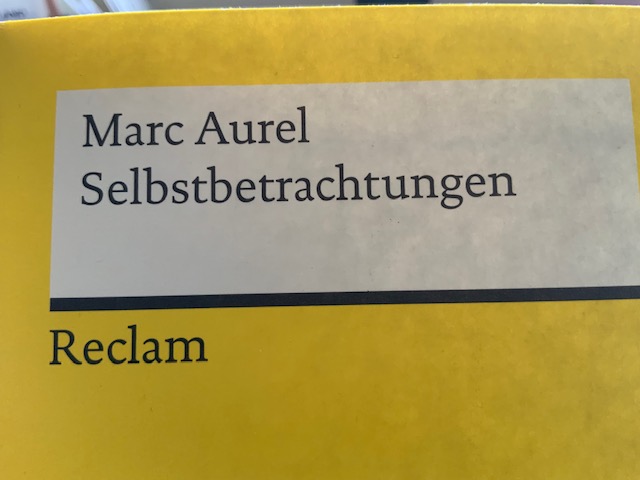 Marc Aurel
Selbstbetrachtungen
Reclam